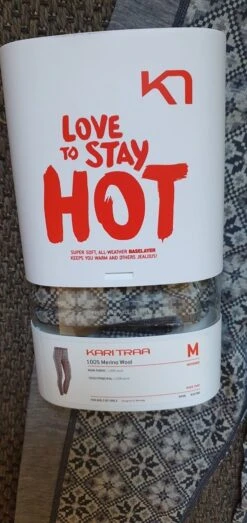 LOVE
TO STAY
HOT
SUPER SOFT, ALL-WEATHER BASELAYER
KEEPS YOU WARM AND OTHERS JEALOUS!
KARI TRAA
M
100% Merino Wool